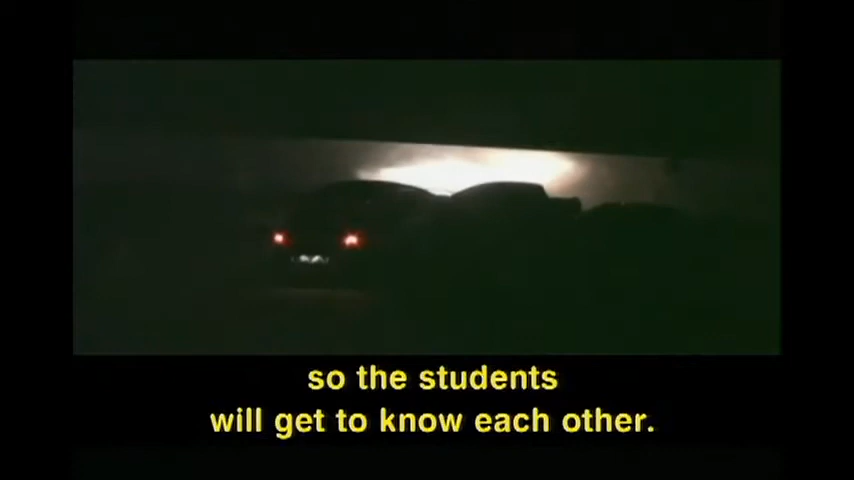 so the students
will get to know each other.